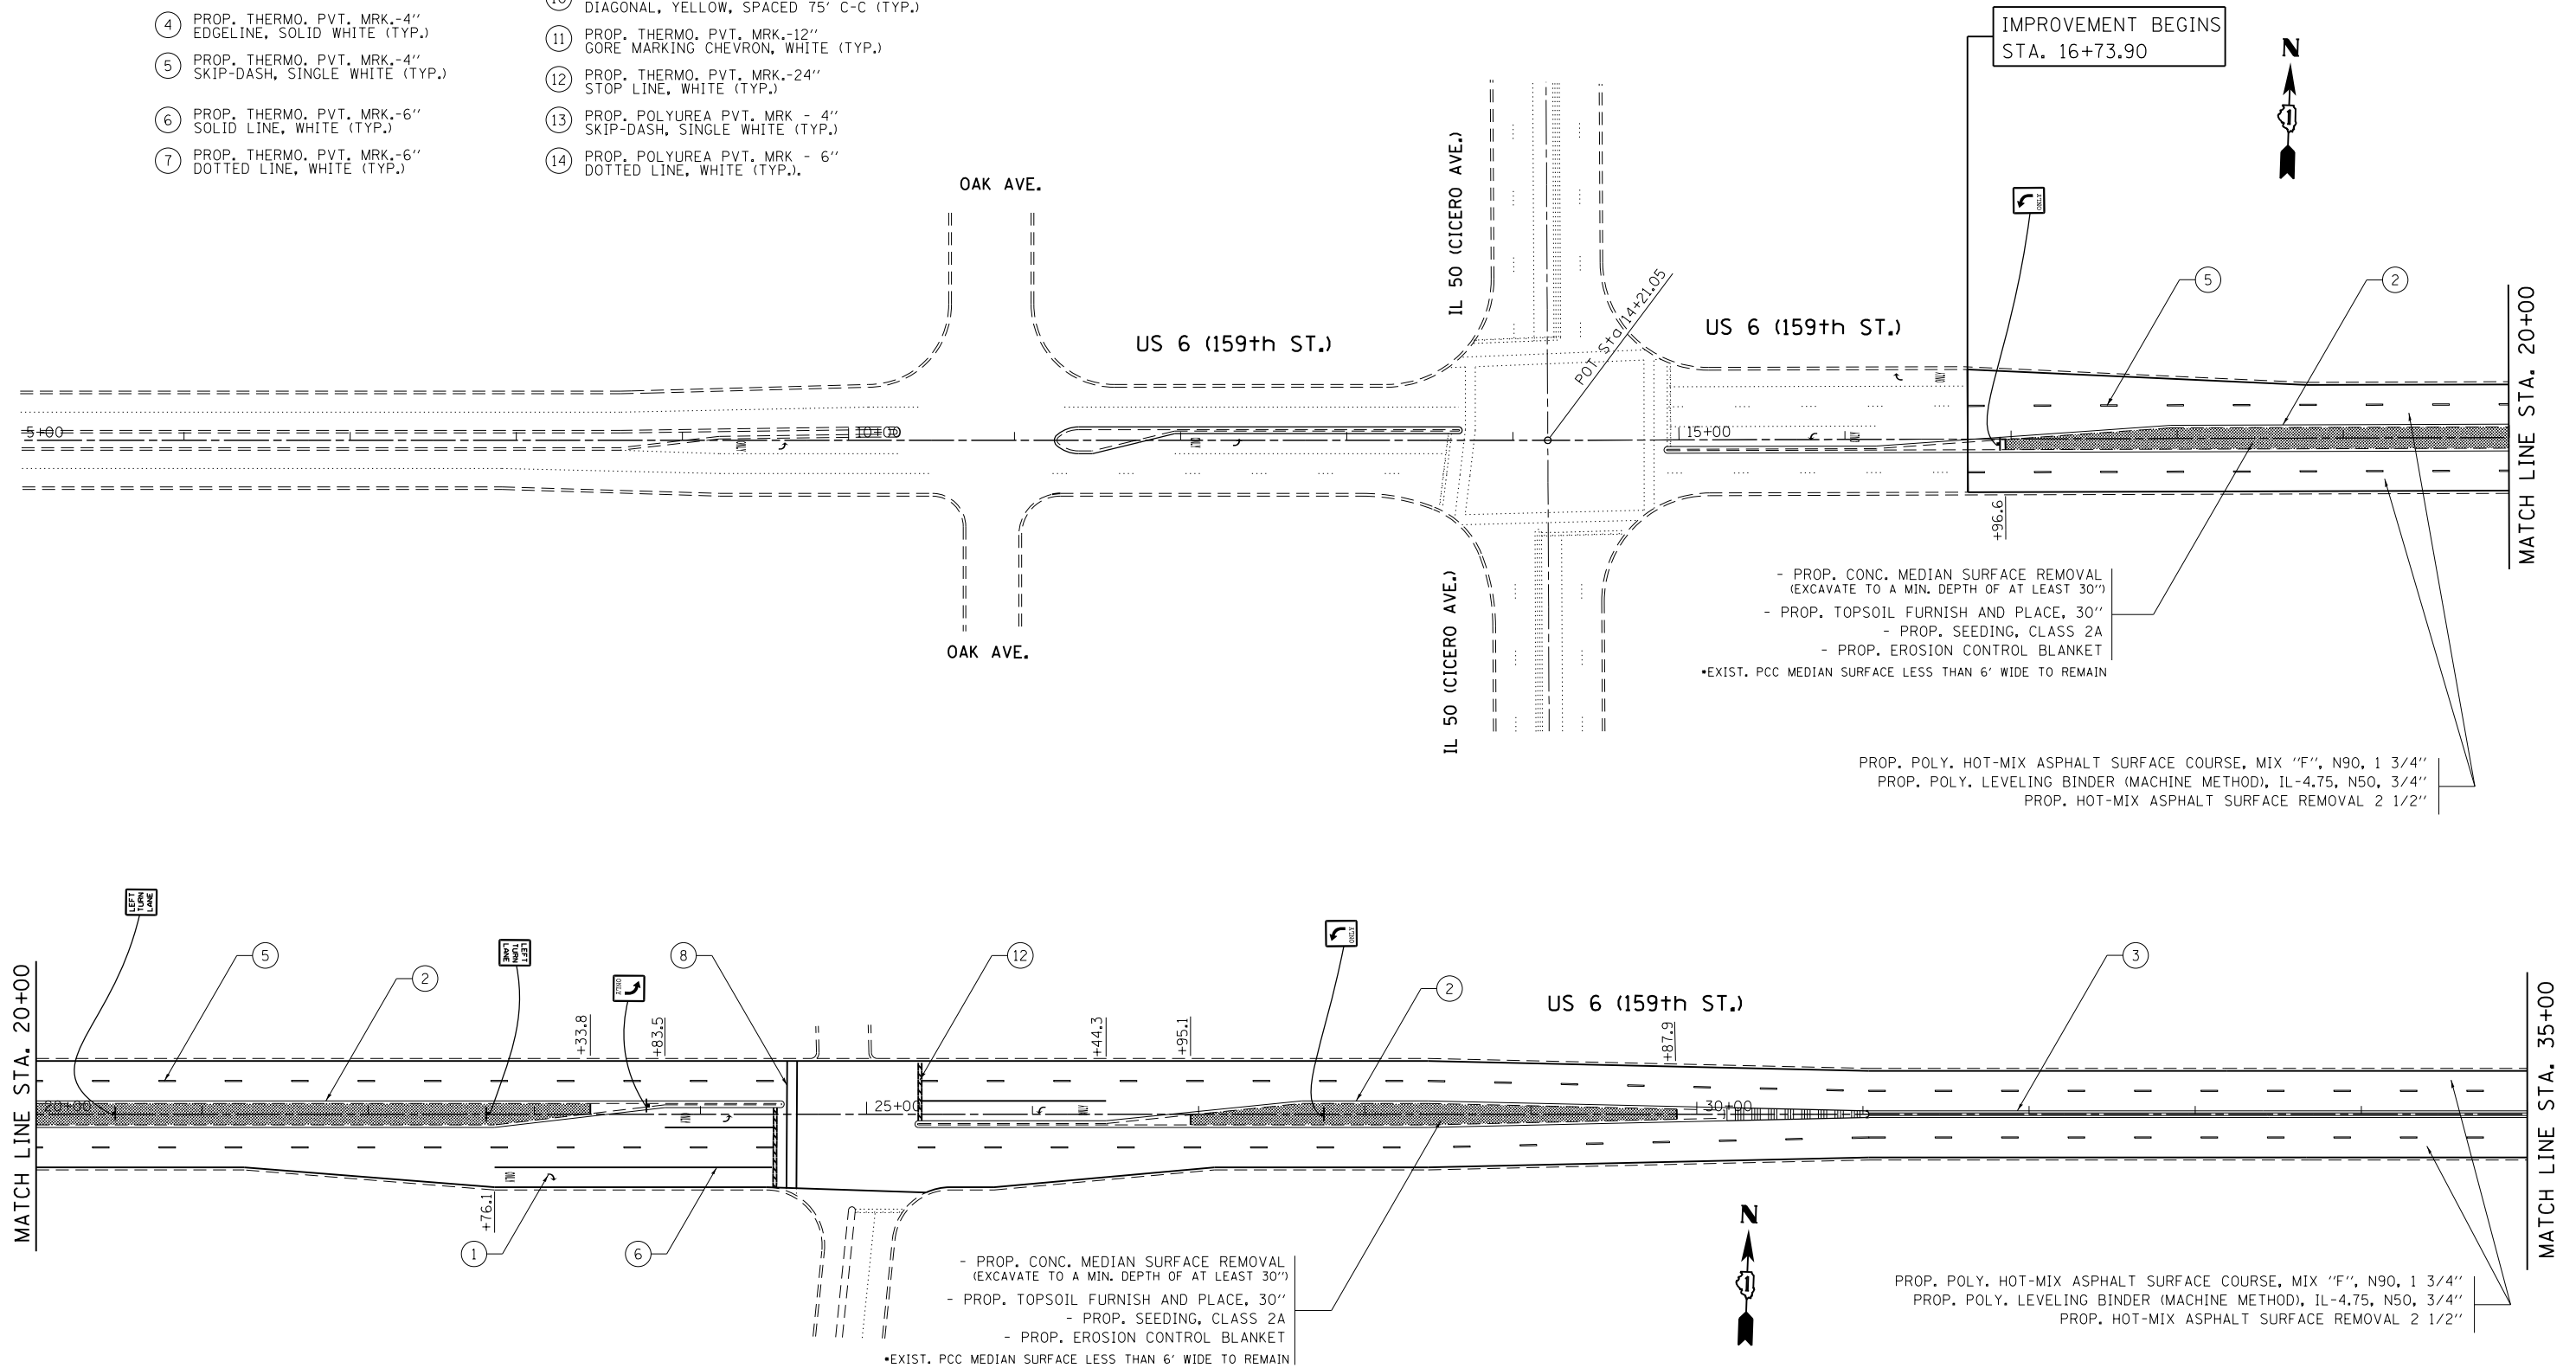 ④ PROP. THERMO. PVT. MRK.-4"
EDGELINE, SOLID WHITE (TYP.)
⑤ PROP. THERMO. PVT. MRK.-4"
SKIP-DASH, SINGLE WHITE (TYP.)
⑥ PROP. THERMO. PVT. MRK.-6"
SOLID LINE, WHITE (TYP.)
⑦ PROP. THERMO. PVT. MRK.-6"
DOTTED LINE, WHITE (TYP.)
DIAGONAL, YELLOW, SPACED 75' C-C (TYP.)
⑪ PROP. THERMO. PVT. MRK.-12"
GORE MARKING CHEVRON, WHITE (TYP.)
⑫ PROP. THERMO. PVT. MRK.-24"
STOP LINE, WHITE (TYP.)
⑬ PROP. POLYUREA PVT. MRK - 4"
SKIP-DASH, SINGLE WHITE (TYP.)
⑭ PROP. POLYUREA PVT. MRK - 6"
DOTTED LINE, WHITE (TYP.).
IMPROVEMENT BEGINS
STA. 16+73.90
N
1
OAK AVE.
IL 50 (CICERO AVE.)
ONLY
POT Sta 14+21.05
US 6 (159th ST.)
US 6 (159th ST.)
5
2
MATCH LINE STA. 20+00
5+00
10+00
15+00
ONLY
ONLY
ONLY
ONLY
+96.6
OAK AVE.
IL 50 (CICERO AVE.)
- PROP. CONC. MEDIAN SURFACE REMOVAL
(EXCAVATE TO A MIN. DEPTH OF AT LEAST 30")
- PROP. TOPSOIL FURNISH AND PLACE, 30"
- PROP. SEEDING, CLASS 2A
- PROP. EROSION CONTROL BLANKET
*EXIST. PCC MEDIAN SURFACE LESS THAN 6' WIDE TO REMAIN
PROP. POLY. HOT-MIX ASPHALT SURFACE COURSE, MIX "F", N90, 1 3/4"
PROP. POLY. LEVELING BINDER (MACHINE METHOD), IL-4.75, N50, 3/4"
PROP. HOT-MIX ASPHALT SURFACE REMOVAL 2 1/2"
LEFT
TURN
LANE
LEFT
TURN
LANE
ONLY
ONLY
5
2
8
12
2
3
US 6 (159th ST.)
MATCH LINE STA. 20+00
+33.8
+83.5
+44.3
+95.1
+87.9
20+00
25+00
30+00
ONLY
ONLY
ONLY
+76.1
1
6
MATCH LINE STA. 35+00
N
1
- PROP. CONC. MEDIAN SURFACE REMOVAL
(EXCAVATE TO A MIN. DEPTH OF AT LEAST 30")
- PROP. TOPSOIL FURNISH AND PLACE, 30"
- PROP. SEEDING, CLASS 2A
- PROP. EROSION CONTROL BLANKET
*EXIST. PCC MEDIAN SURFACE LESS THAN 6' WIDE TO REMAIN
PROP. POLY. HOT-MIX ASPHALT SURFACE COURSE, MIX "F", N90, 1 3/4"
PROP. POLY. LEVELING BINDER (MACHINE METHOD), IL-4.75, N50, 3/4"
PROP. HOT-MIX ASPHALT SURFACE REMOVAL 2 1/2"